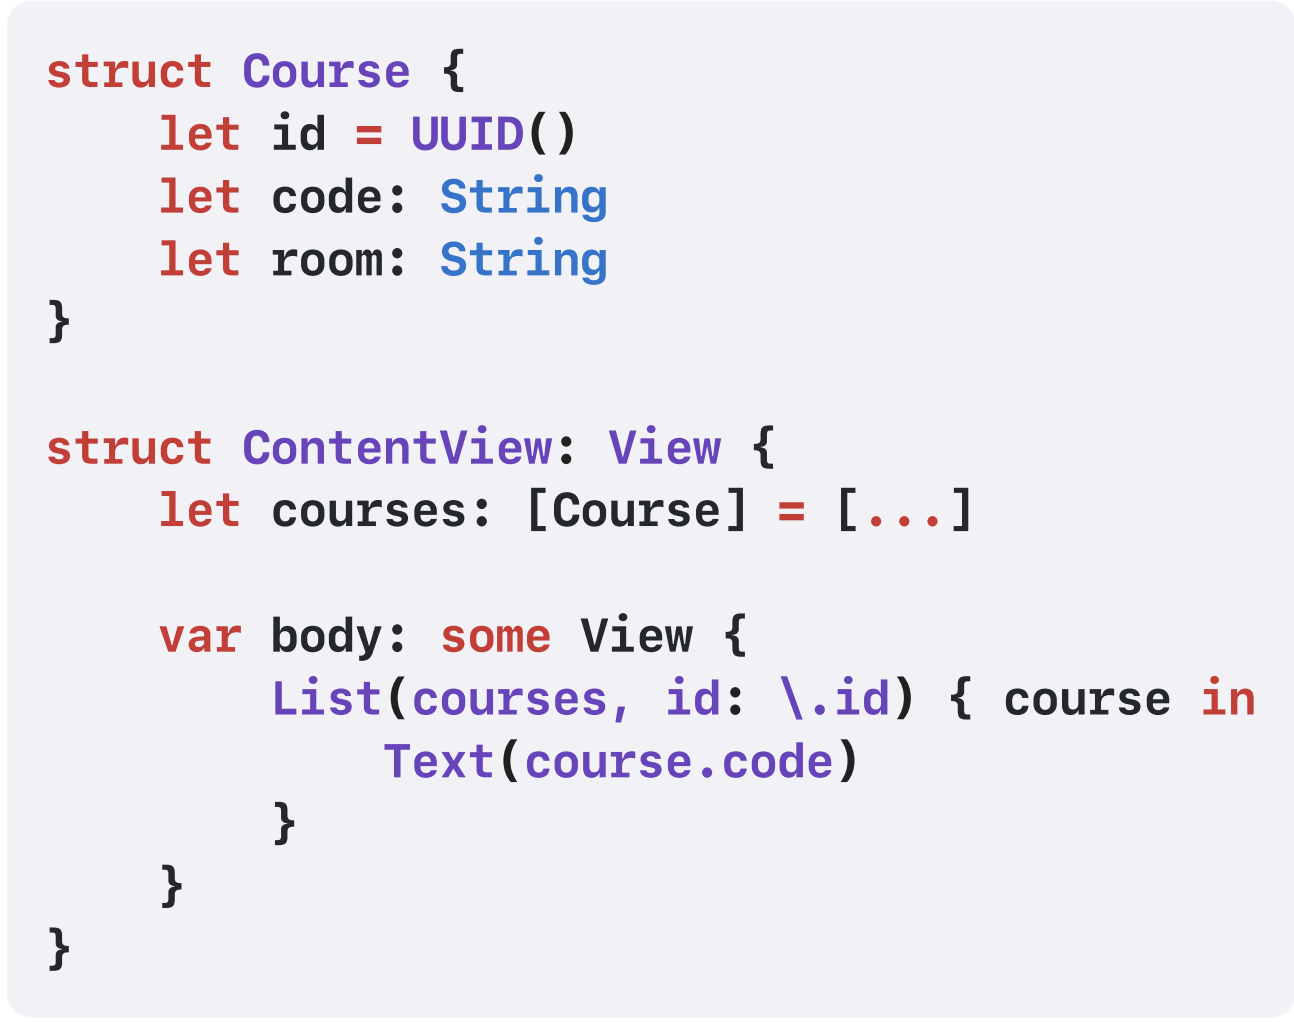 struct Course {
    let id = UUID()
    let code: String
    let room: String
}

struct ContentView: View {
    let courses: [Course] = [...]

    var body: some View {
        List(courses, id: \.id) { course in
            Text(course.code)
        }
    }
}